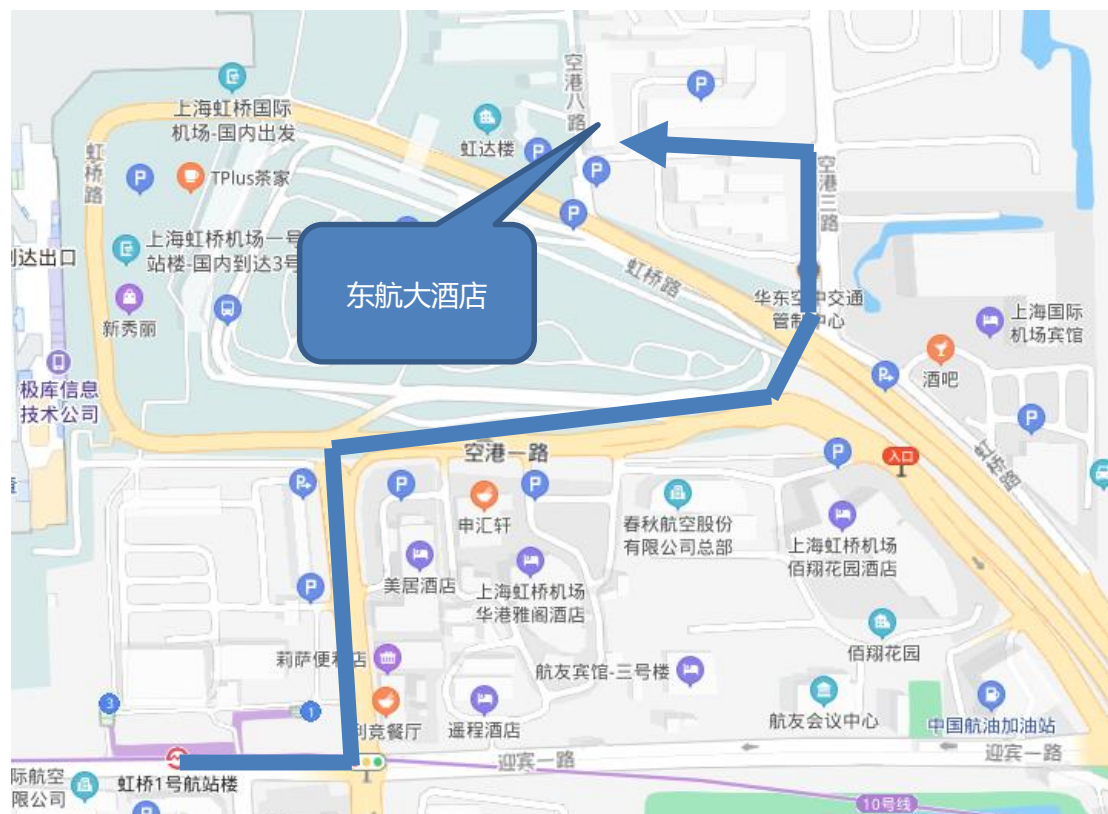 空港八路
上海虹桥国际
机场-国内出发
虹达楼
虹桥路
TPlus茶家
空港三路
上海虹桥机场一号
站楼-国内到达3号
达出口
虹桥路
东航大酒店
华东空中交通
管制中心
上海国际
机场宾馆
新秀丽
酒吧
极库信息
技术公司
空港一路
入口
虹桥路
申汇轩
春秋航空股份
有限公司总部
上海虹桥机场
佰翔花园酒店
美居酒店
上海虹桥机场
华港雅阁酒店
佰翔花园
莉萨便利店
航友宾馆-三号楼
3
1
利竞餐厅
遥程酒店
航友会议中心
中国航油加油站
迎宾一路
迎宾一路
际航空
限公司
虹桥1号航站楼
10号线